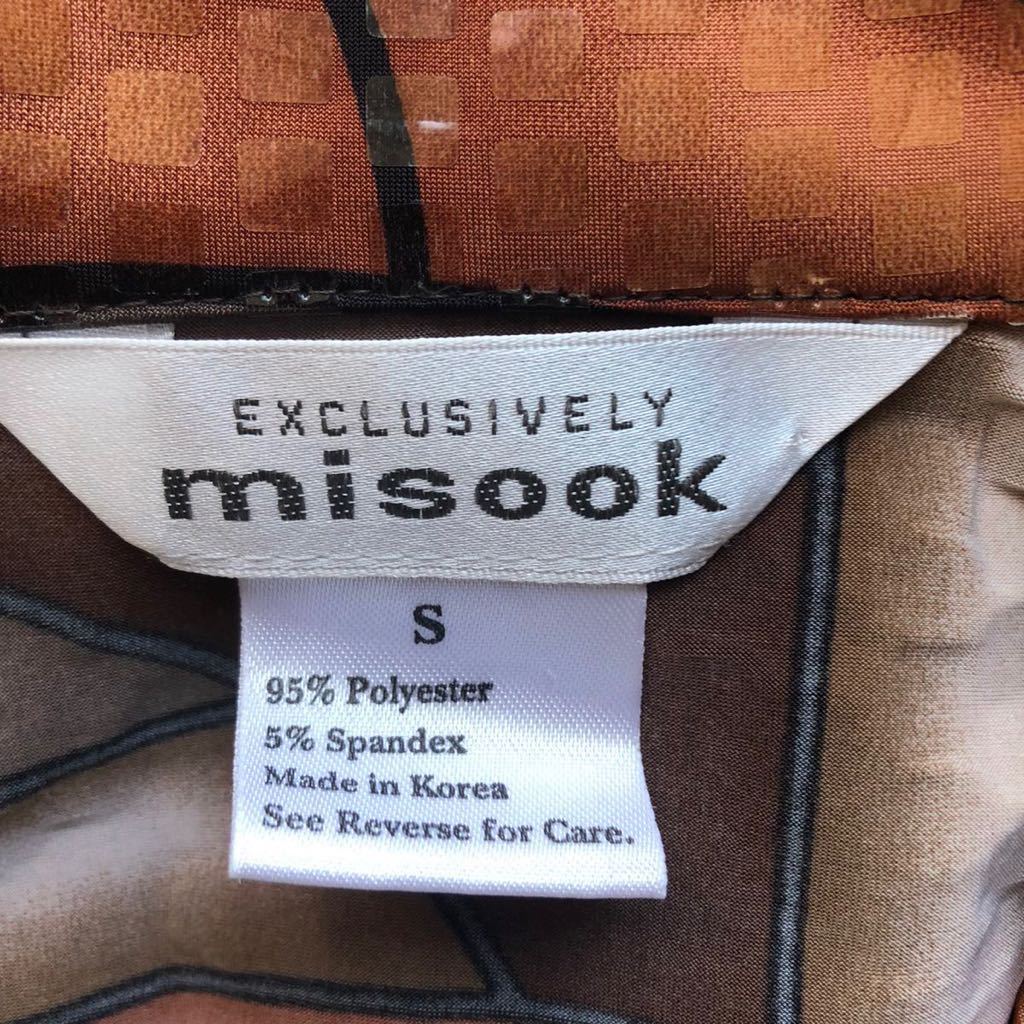 EXCLUSIVELY
misook
S
95% Polyester
5% Spandex
Made in Korea
See Reverse for Care.